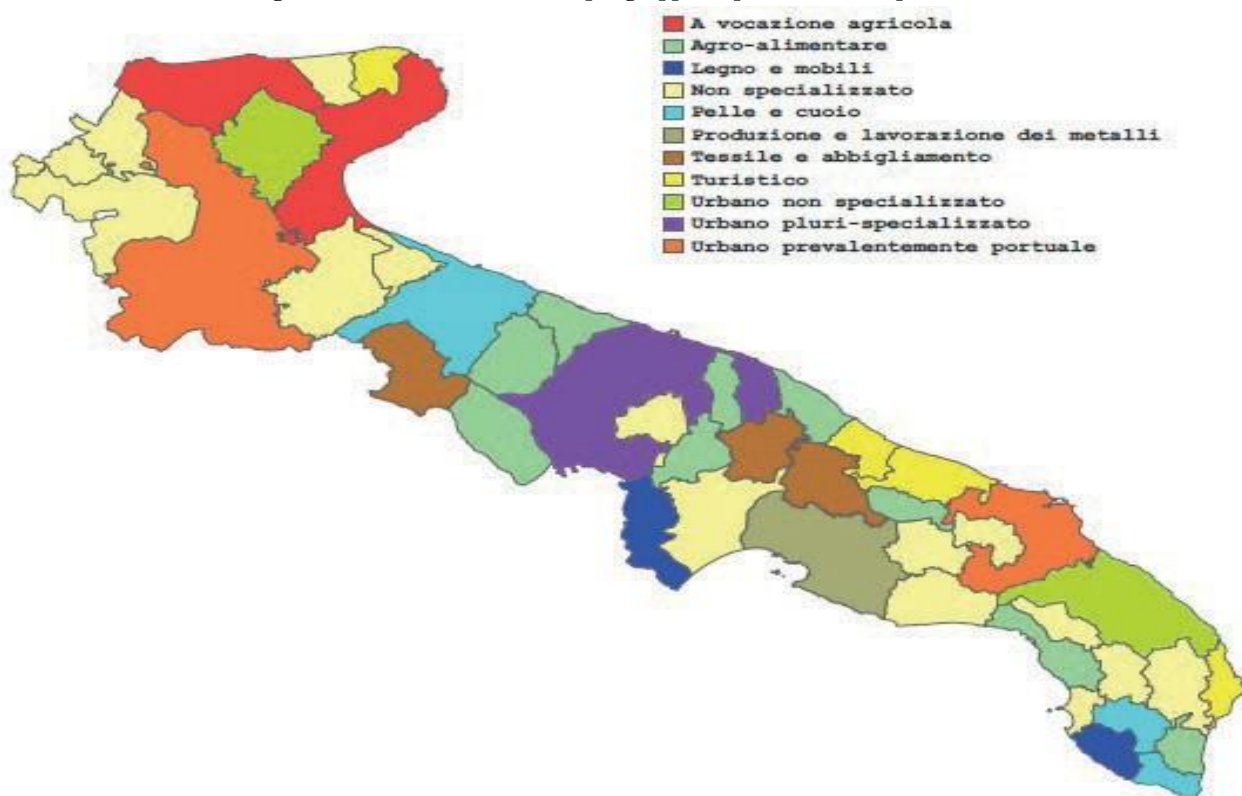 A vocazione agricola
Agro-alimentare
Legno e mobili
Non specializzato
Pelle e cuoio
Produzione e lavorazione dei metalli
Tessile e abbigliamento
Turistico
Urbano non specializzato
Urbano pluri-specializzato
Urbano prevalentemente portuale